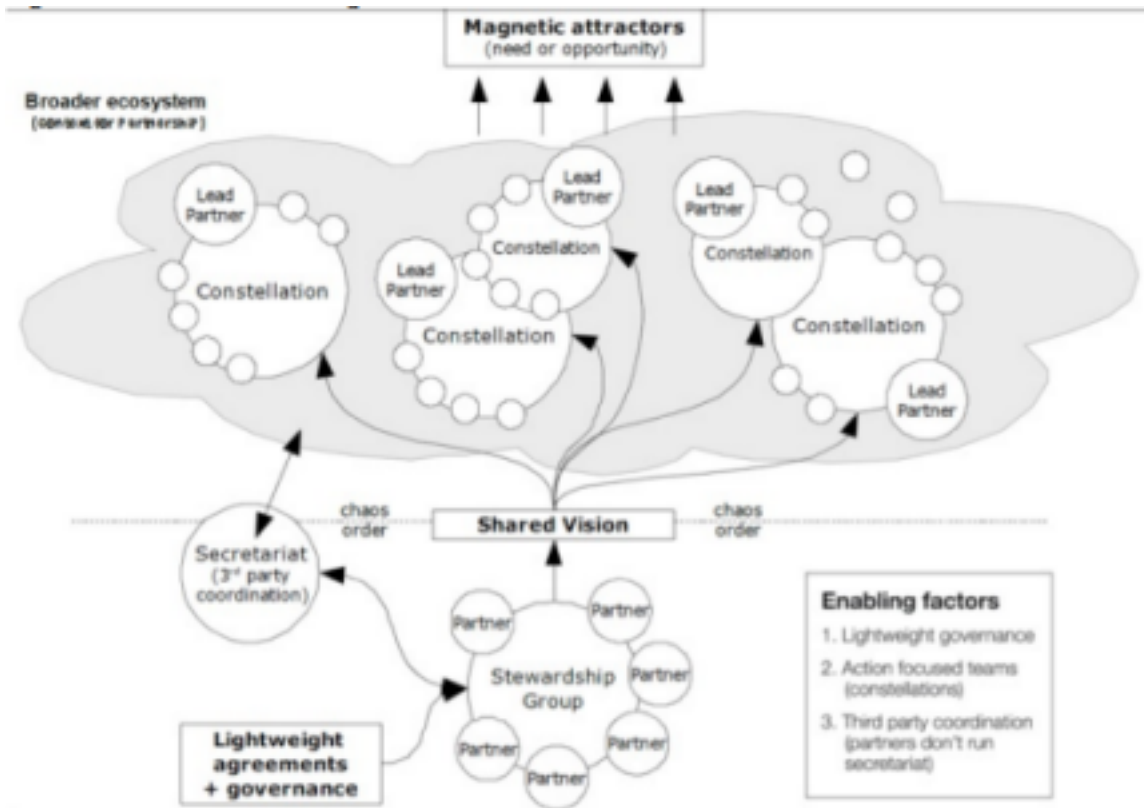 Magnetic attractors
(need or opportunity)
Broader ecosystem
Lead
Partner
Constellation
Lead
Partner
Constellation
Lead
Partner
Constellation
Lead
Partner
Constellation
Constellation
Lead
Partner
chaos
order
Shared Vision
chaos
order
Secretariat
(3rd party
coordination)
Partner
Partner
Partner
Partner
Partner
Partner
Stewardship
Group
Lightweight
agreements
+ governance
Enabling factors
1. Lightweight governance
2. Action focused teams
(constellations)
3. Third party coordination
(partners don't run
secretariat)